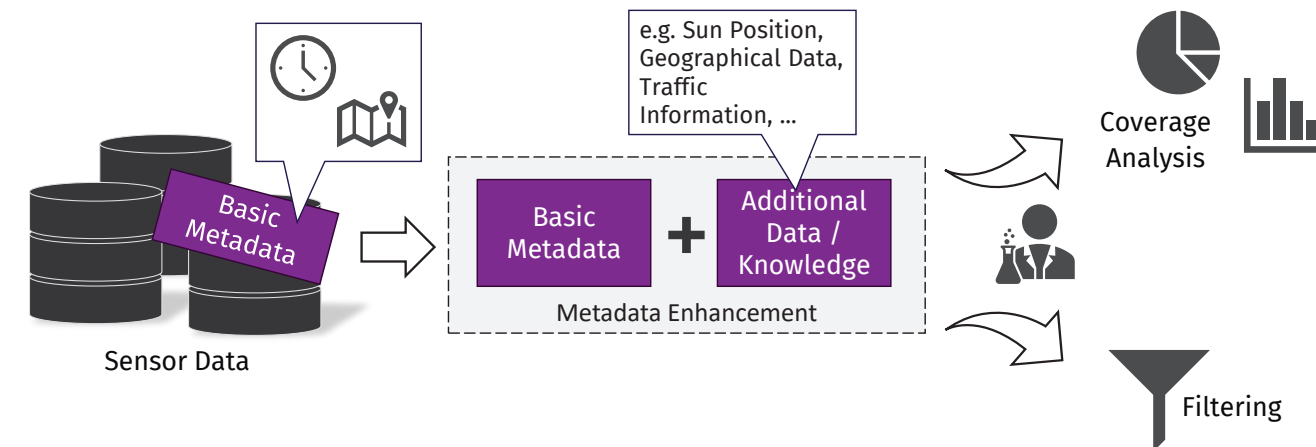 e.g. Sun Position,
Geographical Data,
Traffic
Information, ...
Basic
Metadata
Sensor Data
Basic
Metadata
+
Additional
Data /
Knowledge
Metadata Enhancement
Coverage
Analysis
Filtering